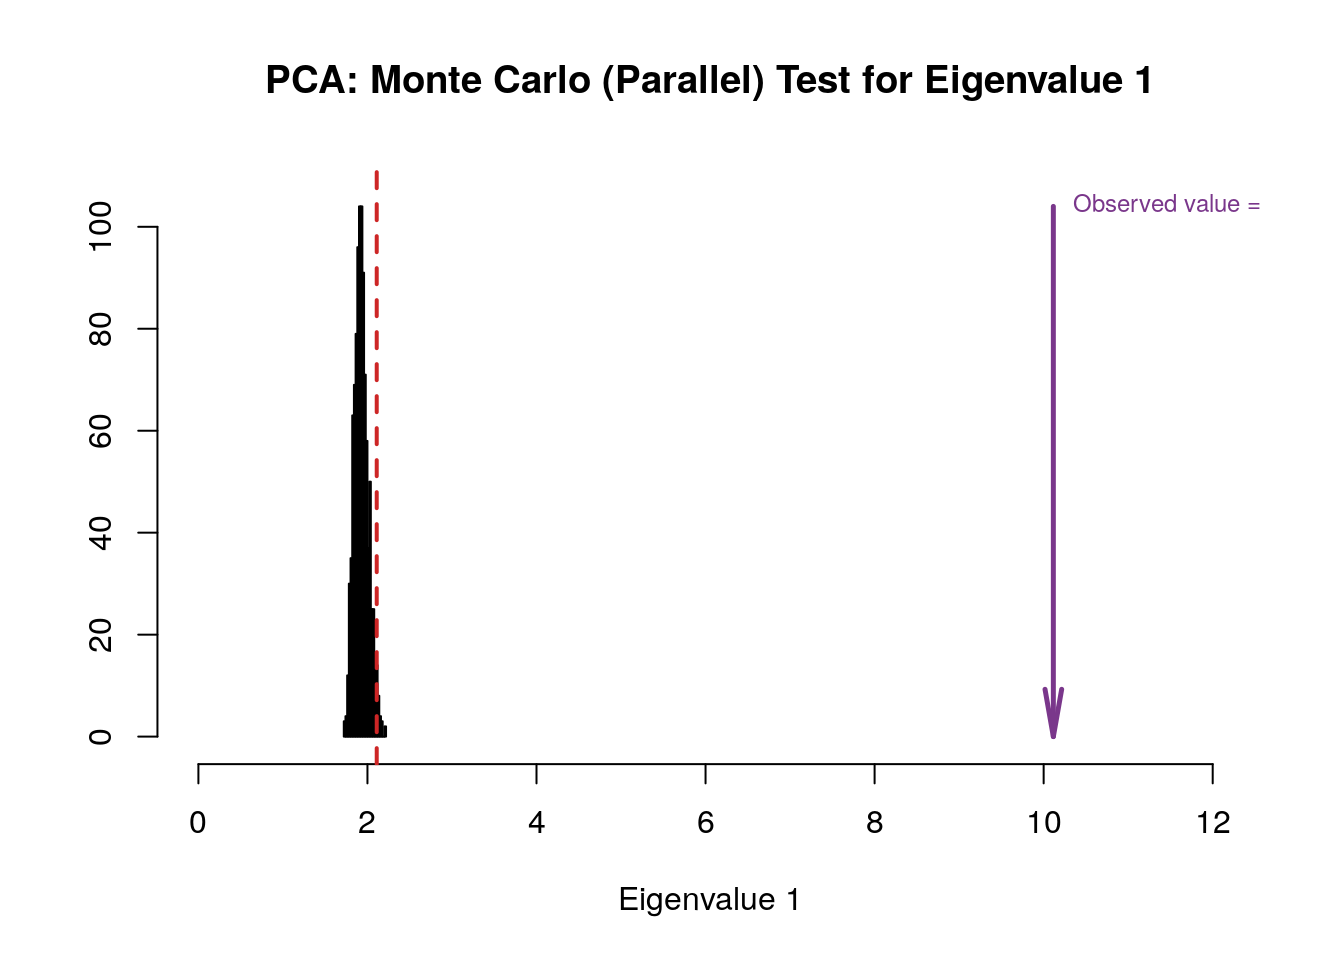 PCA: Monte Carlo (Parallel) Test for Eigenvalue 1
Observed value =
100
80
60
40
20
0
0 2 4 6 8 10 12
Eigenvalue 1